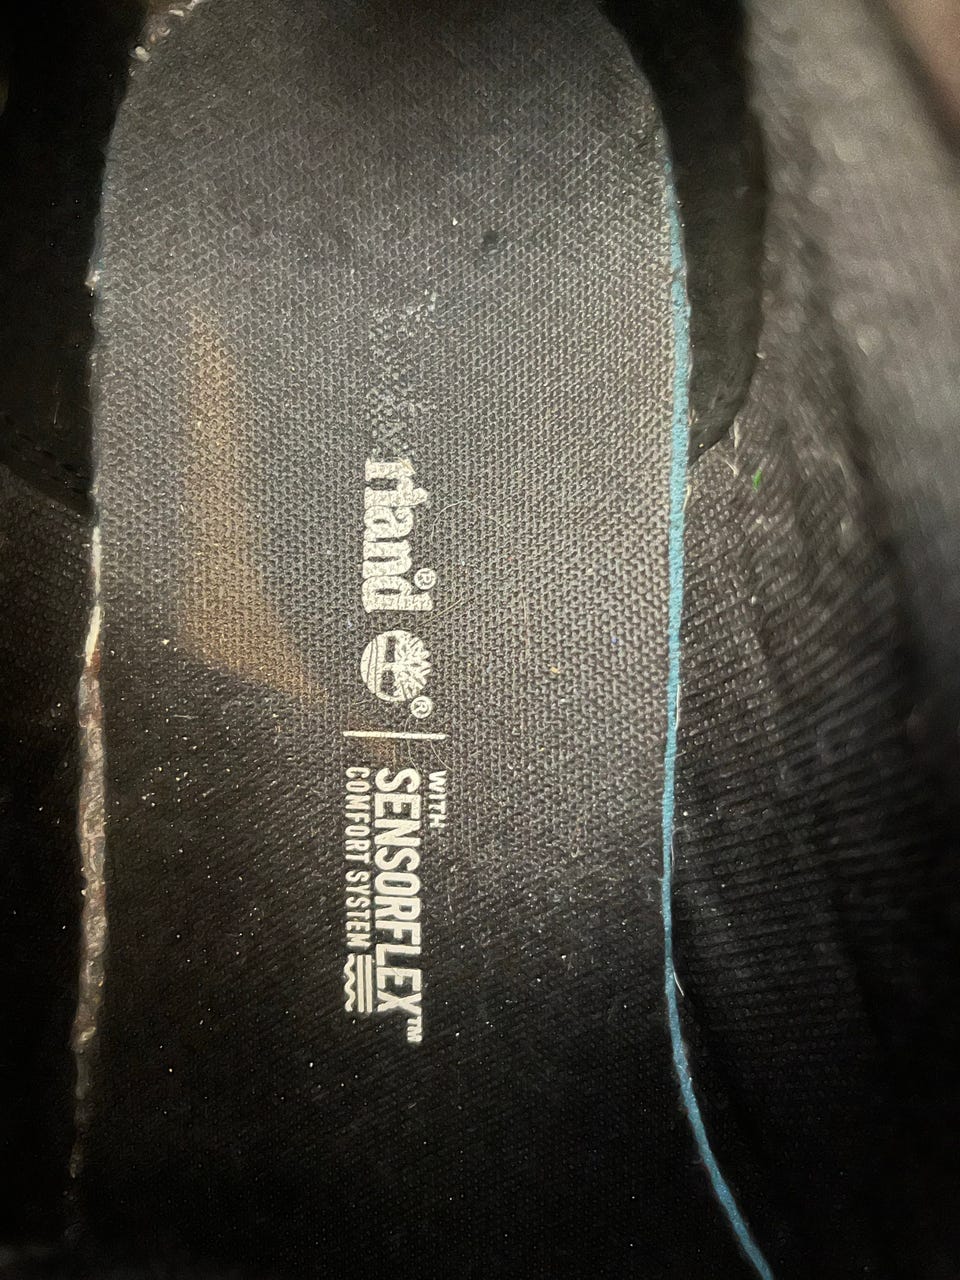 rland®
®
WITH
SENSORFLEX™
COMFORT SYSTEM